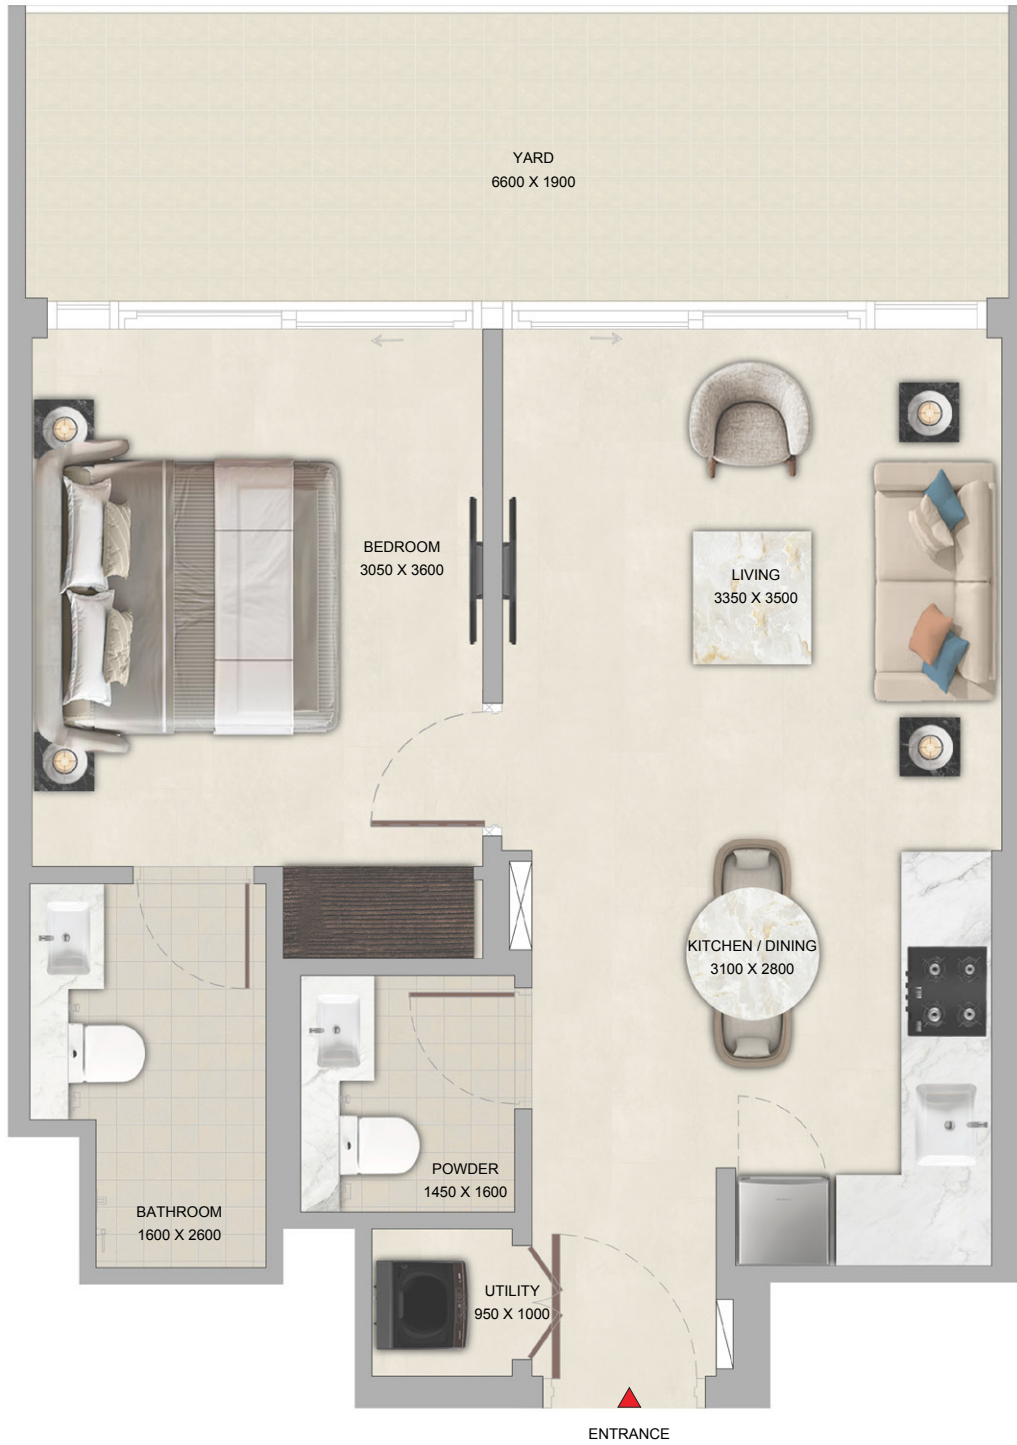 YARD
6600 X 1900
BEDROOM
3050 X 3600
LIVING
3350 X 3500
KITCHEN / DINING
3100 X 2800
POWDER
1450 X 1600
BATHROOM
1600 X 2600
UTILITY
950 X 1000
ENTRANCE